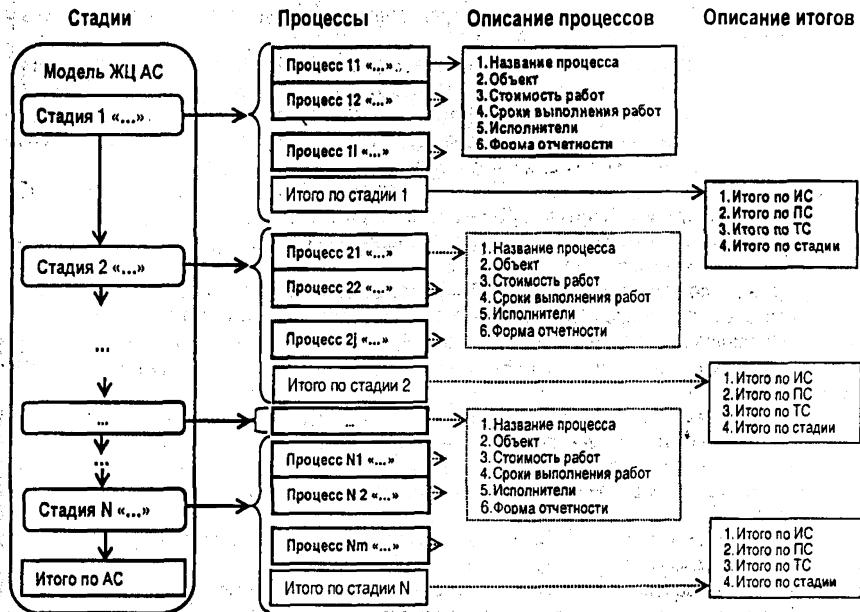 Стадии
Процессы
Описание процессов
Описание итогов
Модель ЖЦ АС
Стадия 1 «...»
Процесс 11 «...»
Процесс 12 «...»
Процесс 1l «...»
Итого по стадии 1
1. Название процесса
2. Объект
3. Стоимость работ
4. Сроки выполнения работ
5. Исполнители
6. Форма отчетности
1. Итого по ИС
2. Итого по ПС
3. Итого по ТС
4. Итого по стадии
Стадия 2 «...»
Процесс 21 «...»
Процесс 22 «...»
Процесс 2j «...»
Итого по стадии 2
1. Название процесса
2. Объект
3. Стоимость работ
4. Сроки выполнения работ
5. Исполнители
6. Форма отчетности
1. Итого по ИС
2. Итого по ПС
3. Итого по ТС
4. Итого по стадии
...
...
...
...
Процесс N1 «...»
Процесс N 2 «...»
Процесс Nm «...»
Итого по стадии N
1. Название процесса
2. Объект
3. Стоимость работ
4. Сроки выполнения работ
5. Исполнители
6. Форма отчетности
Стадия N «...»
Итого по АС
1. Итого по ИС
2. Итого по ПС
3. Итого по ТС
4. Итого по стадии